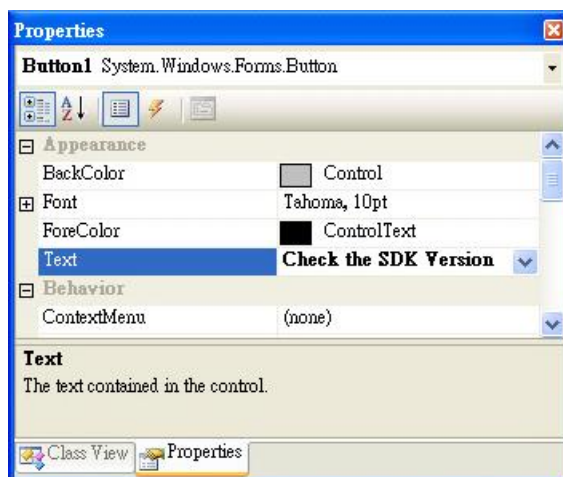 Properties
Button1 System.Windows.Forms.Button
A
Z
Appearance
BackColor Control
Font Tahoma, 10pt
ForeColor ControlText
Text Check the SDK Version
Behavior
ContextMenu (none)
Text
The text contained in the control.
Class View Properties